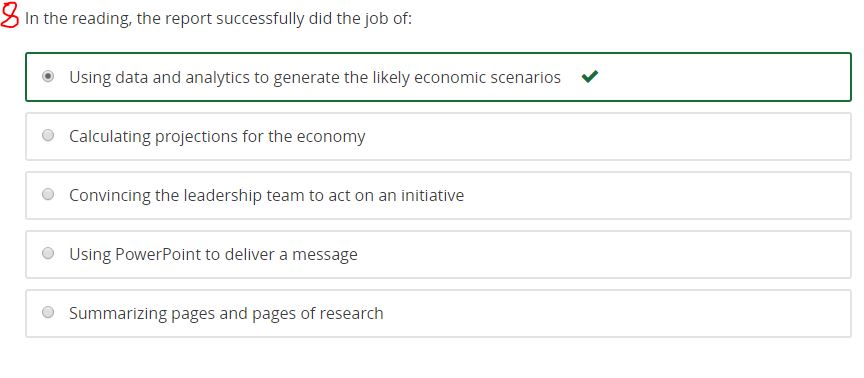 8 In the reading, the report successfully did the job of:
Using data and analytics to generate the likely economic scenarios
Calculating projections for the economy
Convincing the leadership team to act on an initiative
Using PowerPoint to deliver a message
Summarizing pages and pages of research